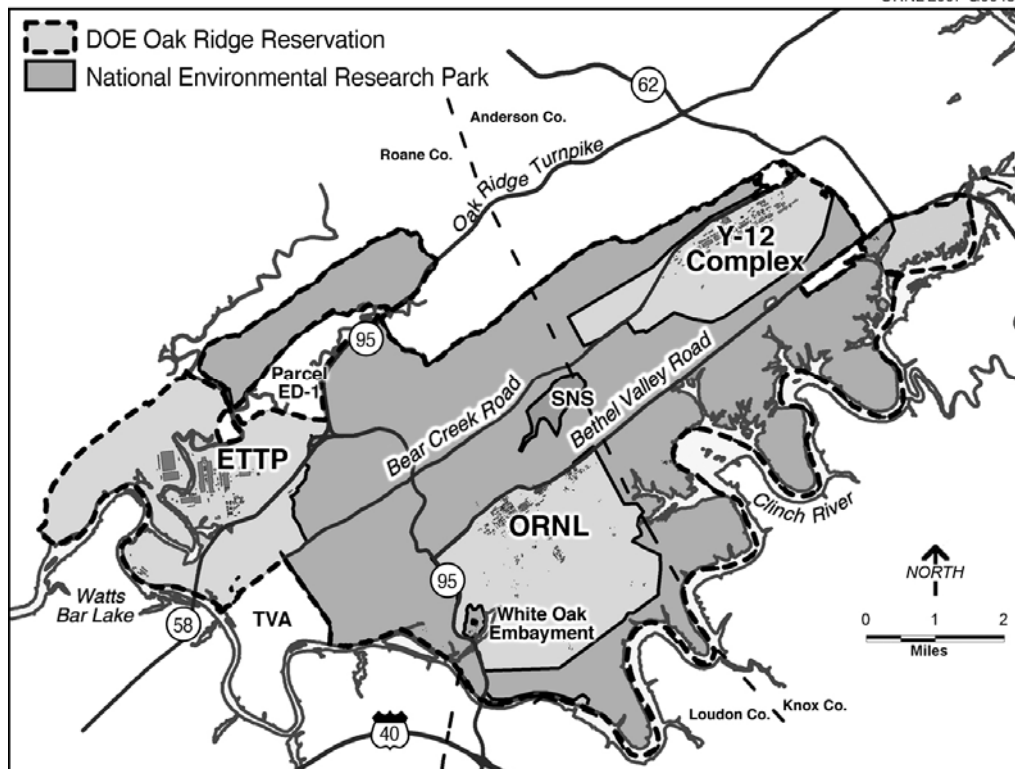 DOE Oak Ridge Reservation
National Environmental Research Park
62
Anderson Co.
Roane Co.
Oak Ridge Turnpike
Y-12
Complex
95
Parcel
ED-1
SNS
Bear Creek Road
Bethel Valley Road
ETTP
ORNL
Clinch River
95
NORTH
White Oak
Embayment
Watts
Bar Lake
58
TVA
0 1 2
Miles
Knox Co.
Loudon Co.
40